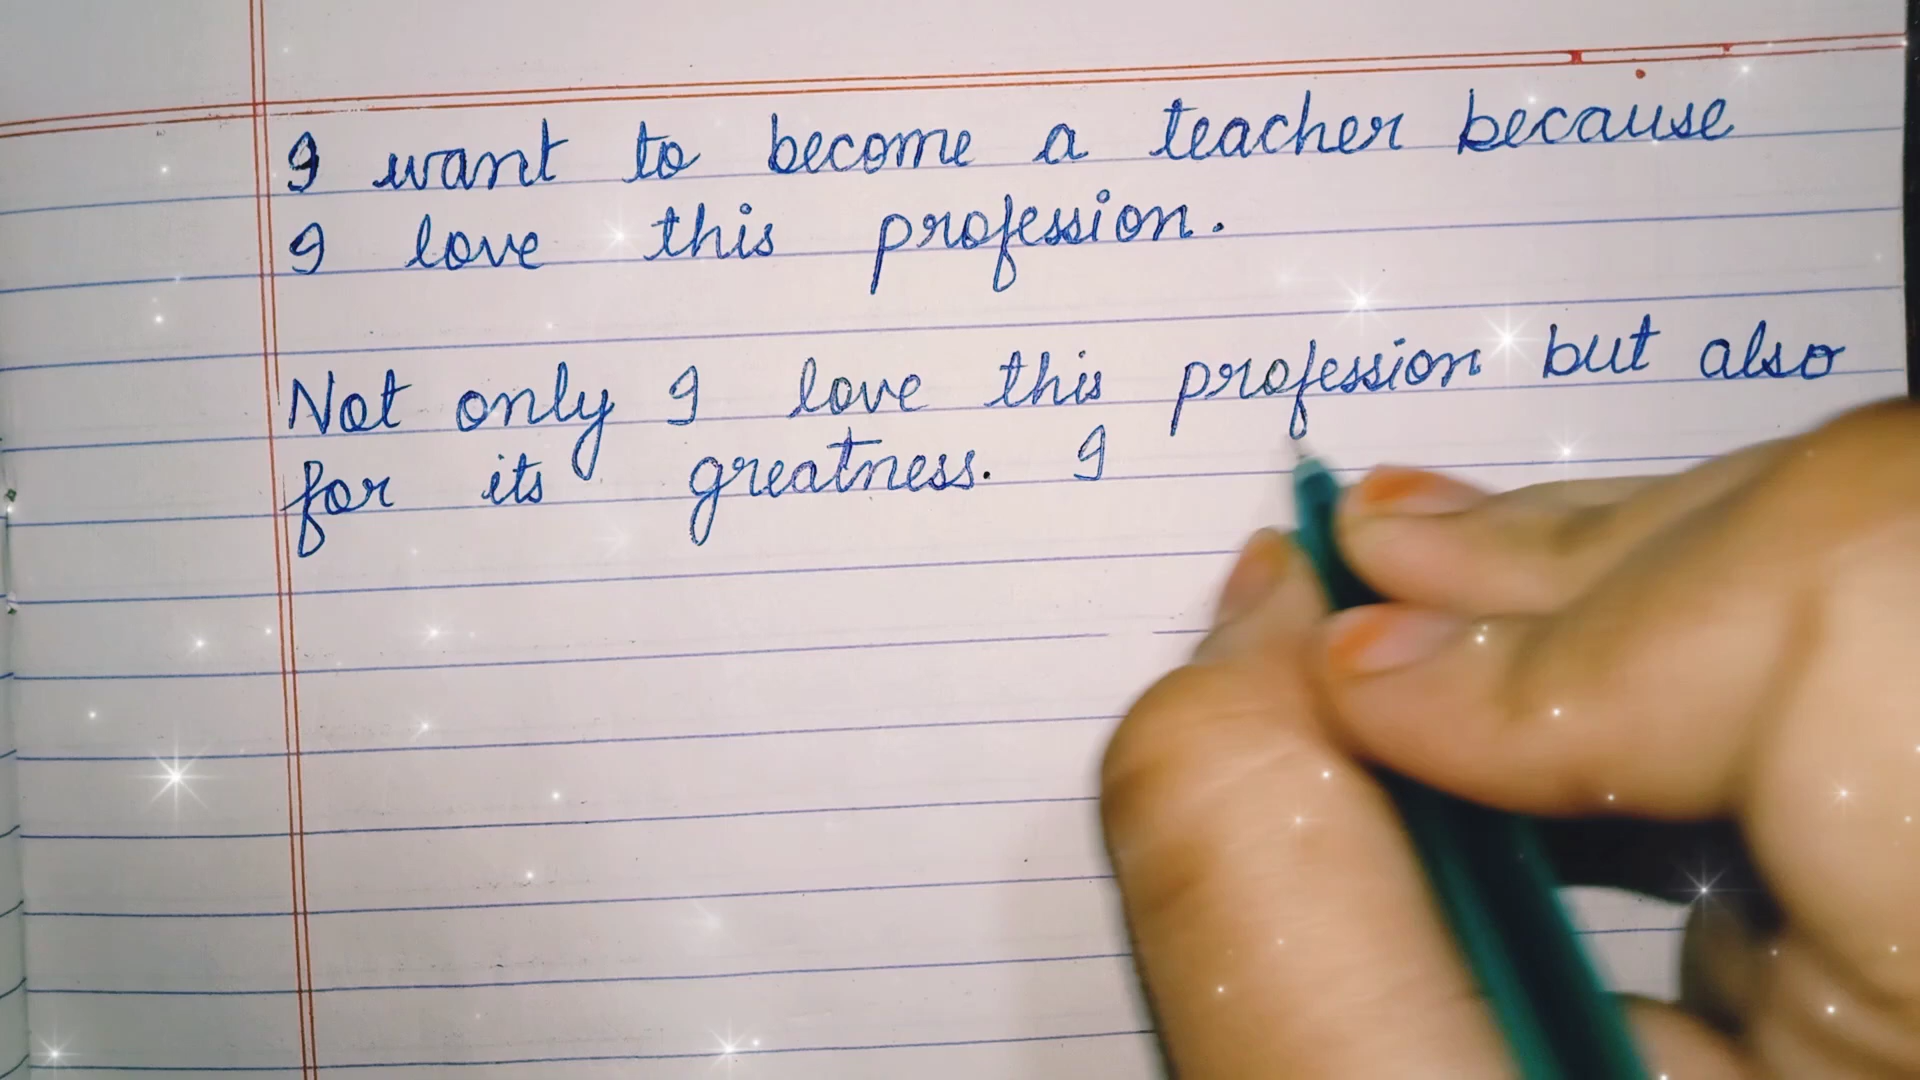 I want to become a teacher because
I love this profession.
Not only I love this profession but also
for its greatness. I